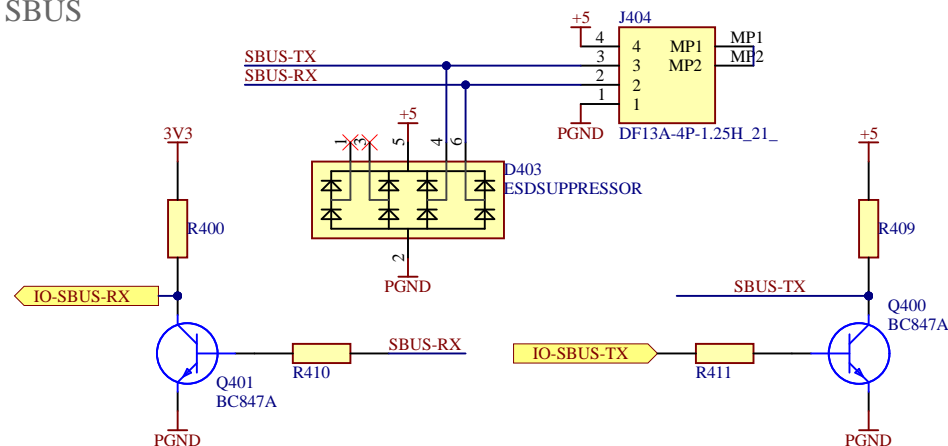 SBUS
+5
J404
4
4
MP1
MP1
SBUS-TX
3
3
MP2
MP2
SBUS-RX
2
2
1
1
+5
PGND
DF13A-4P-1.25H_21_
3V3
1
3
5
4
6
+5
D403
ESDSUPPRESSOR
R400
R409
2
PGND
IO-SBUS-RX
SBUS-TX
Q400
BC847A
SBUS-RX
IO-SBUS-TX
R410
R411
Q401
BC847A
PGND
PGND